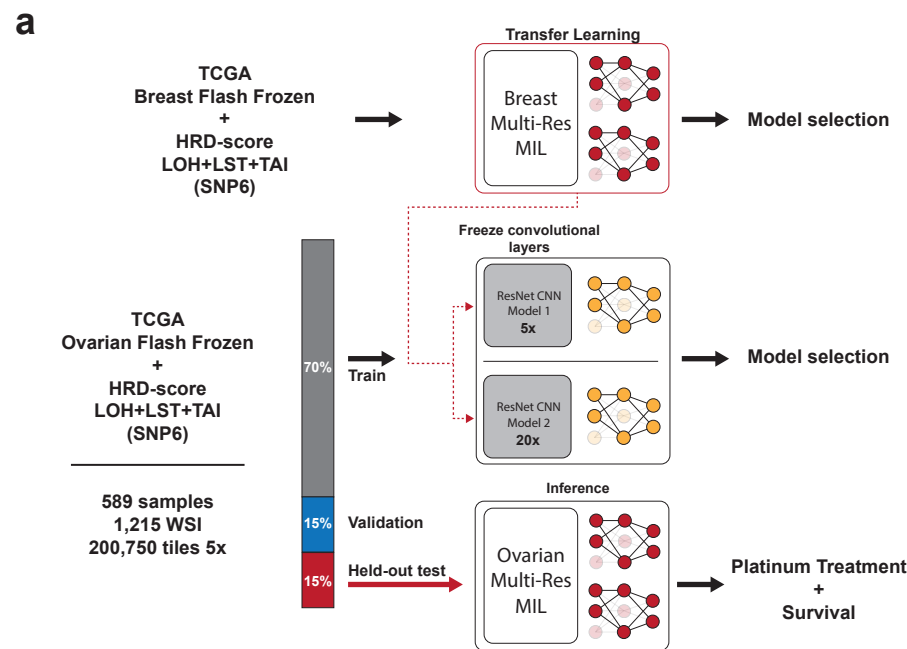 a
Transfer Learning
TCGA
Breast Flash Frozen
+
HRD-score
LOH+LST+TAI
(SNP6)
Breast
Multi-Res
MIL
Model selection
Freeze convolutional
layers
TCGA
Ovarian Flash Frozen
+
HRD-score
LOH+LST+TAI
(SNP6)
70%
Train
ResNet CNN
Model 1
5x
ResNet CNN
Model 2
20x
Model selection
589 samples
1,215 WSI
200,750 tiles 5x
15%
Validation
15%
Held-out test
Inference
Ovarian
Multi-Res
MIL
Platinum Treatment
+
Survival